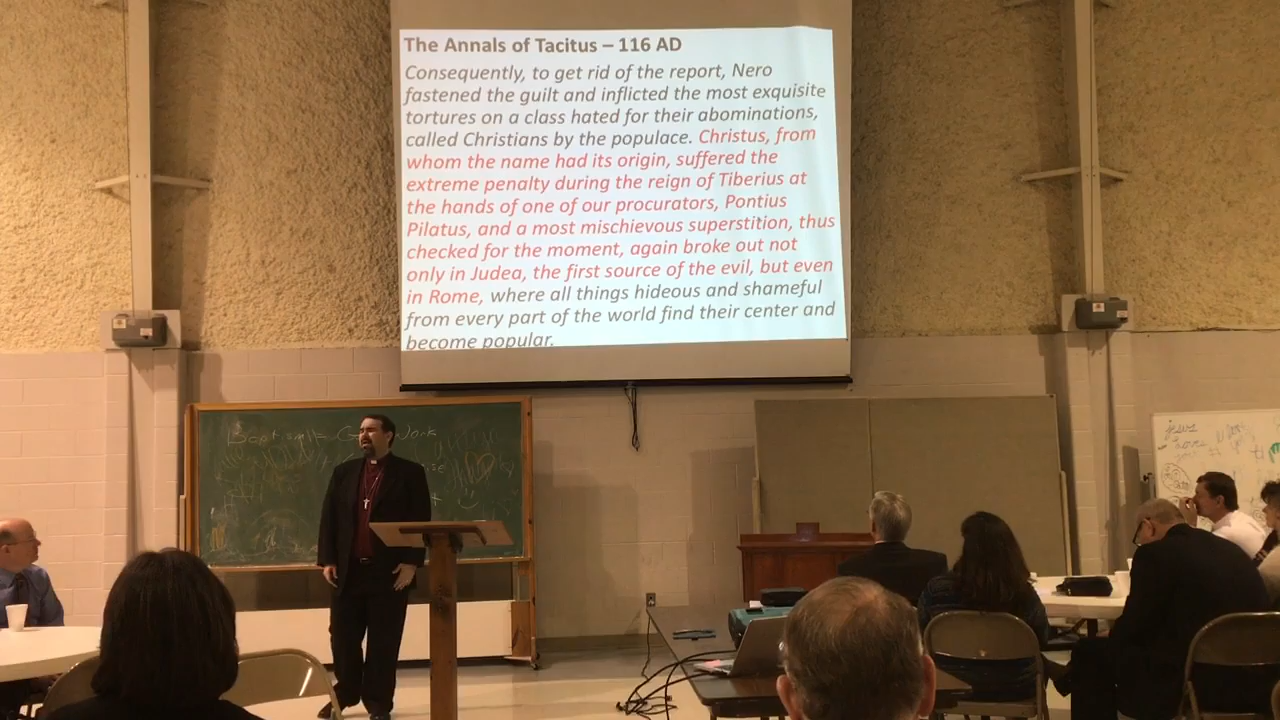 The Annals of Tacitus – 116 AD
Consequently, to get rid of the report, Nero
fastened the guilt and inflicted the most exquisite
tortures on a class hated for their abominations,
called Christians by the populace. Christus, from
whom the name had its origin, suffered the
extreme penalty during the reign of Tiberius at
the hands of one of our procurators, Pontius
Pilatus, and a most mischievous superstition, thus
checked for the moment, again broke out not
only in Judea, the first source of the evil, but even
in Rome, where all things hideous and shameful
from every part of the world find their center and
become popular.
Work
Jesus
loves